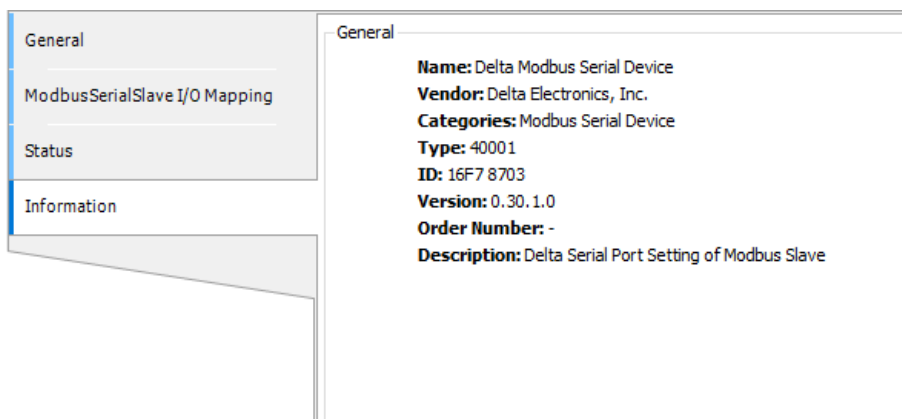 General
ModbusSerialSlave I/O Mapping
Status
Information
General
Name: Delta Modbus Serial Device
Vendor: Delta Electronics, Inc.
Categories: Modbus Serial Device
Type: 40001
ID: 16F7 8703
Version: 0.30.1.0
Order Number: -
Description: Delta Serial Port Setting of Modbus Slave